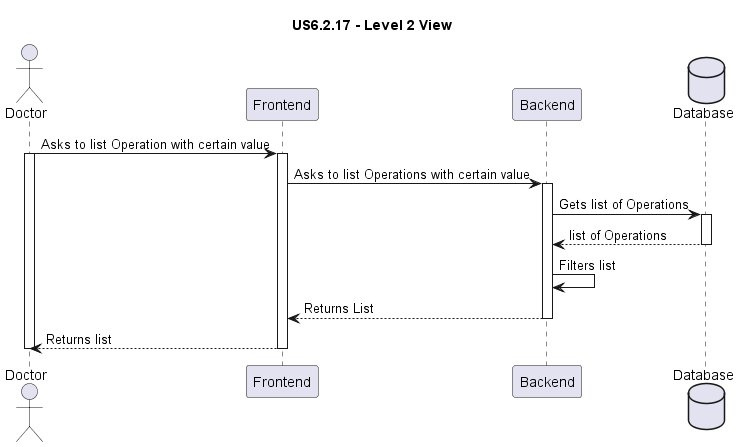 US6.2.17 - Level 2 View
Doctor
Frontend
Backend
Database
Asks to list Operation with certain value
Asks to list Operations with certain value
Gets list of Operations
list of Operations
Filters list
Returns List
Returns list
Doctor
Frontend
Backend
Database